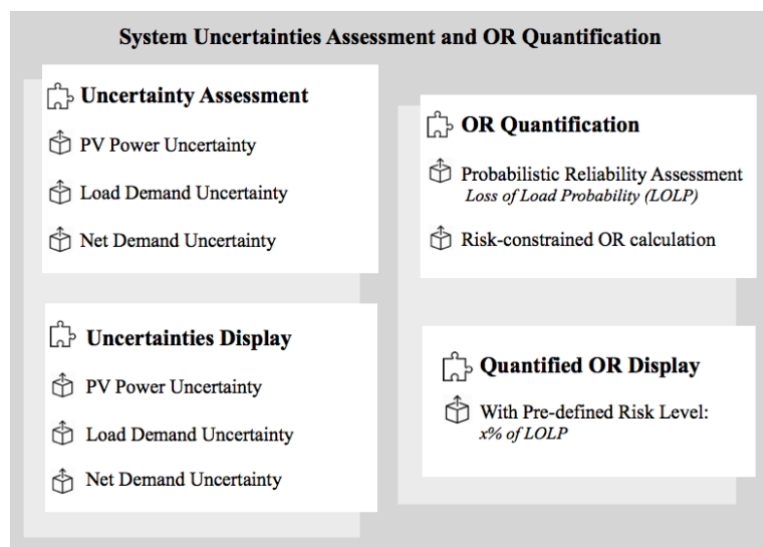 System Uncertainties Assessment and OR Quantification
Uncertainty Assessment
PV Power Uncertainty
Load Demand Uncertainty
Net Demand Uncertainty
Uncertainties Display
PV Power Uncertainty
Load Demand Uncertainty
Net Demand Uncertainty
OR Quantification
Probabilistic Reliability Assessment
Loss of Load Probability (LOLP)
Risk-constrained OR calculation
Quantified OR Display
With Pre-defined Risk Level:
x% of LOLP